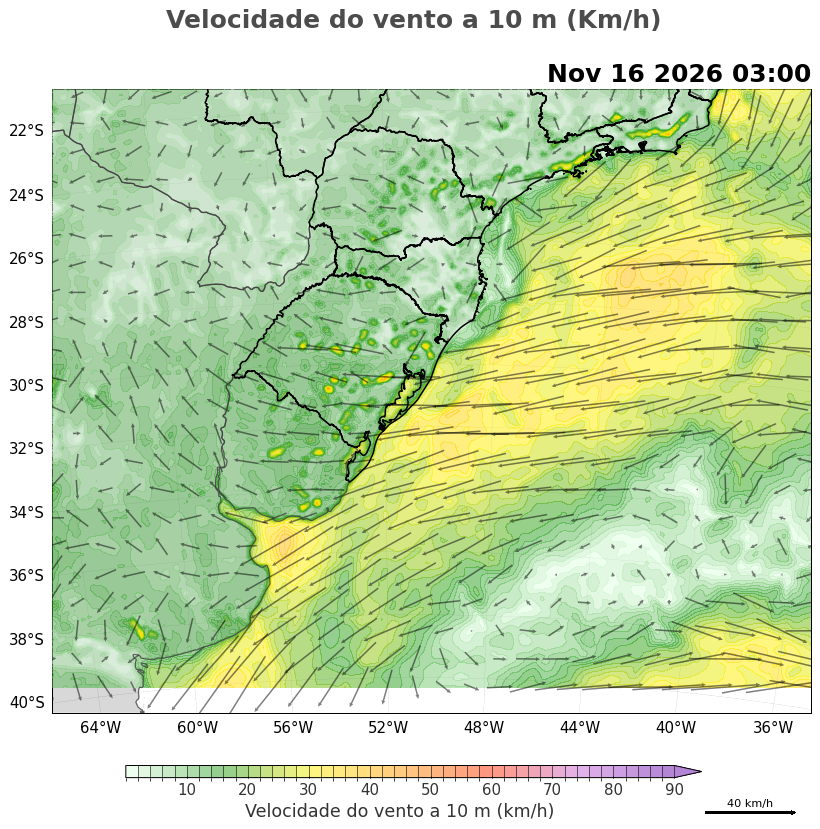 Velocidade do vento a 10 m (Km/h)
Nov 16 2026 03:00
22°S
24°S
26°S
28°S
30°S
32°S
34°S
36°S
38°S
40°S
64°W 60°W 56°W 52°W 48°W 44°W 40°W 36°W
10 20 30 40 50 60 70 80 90
Velocidade do vento a 10 m (km/h)
40 km/h